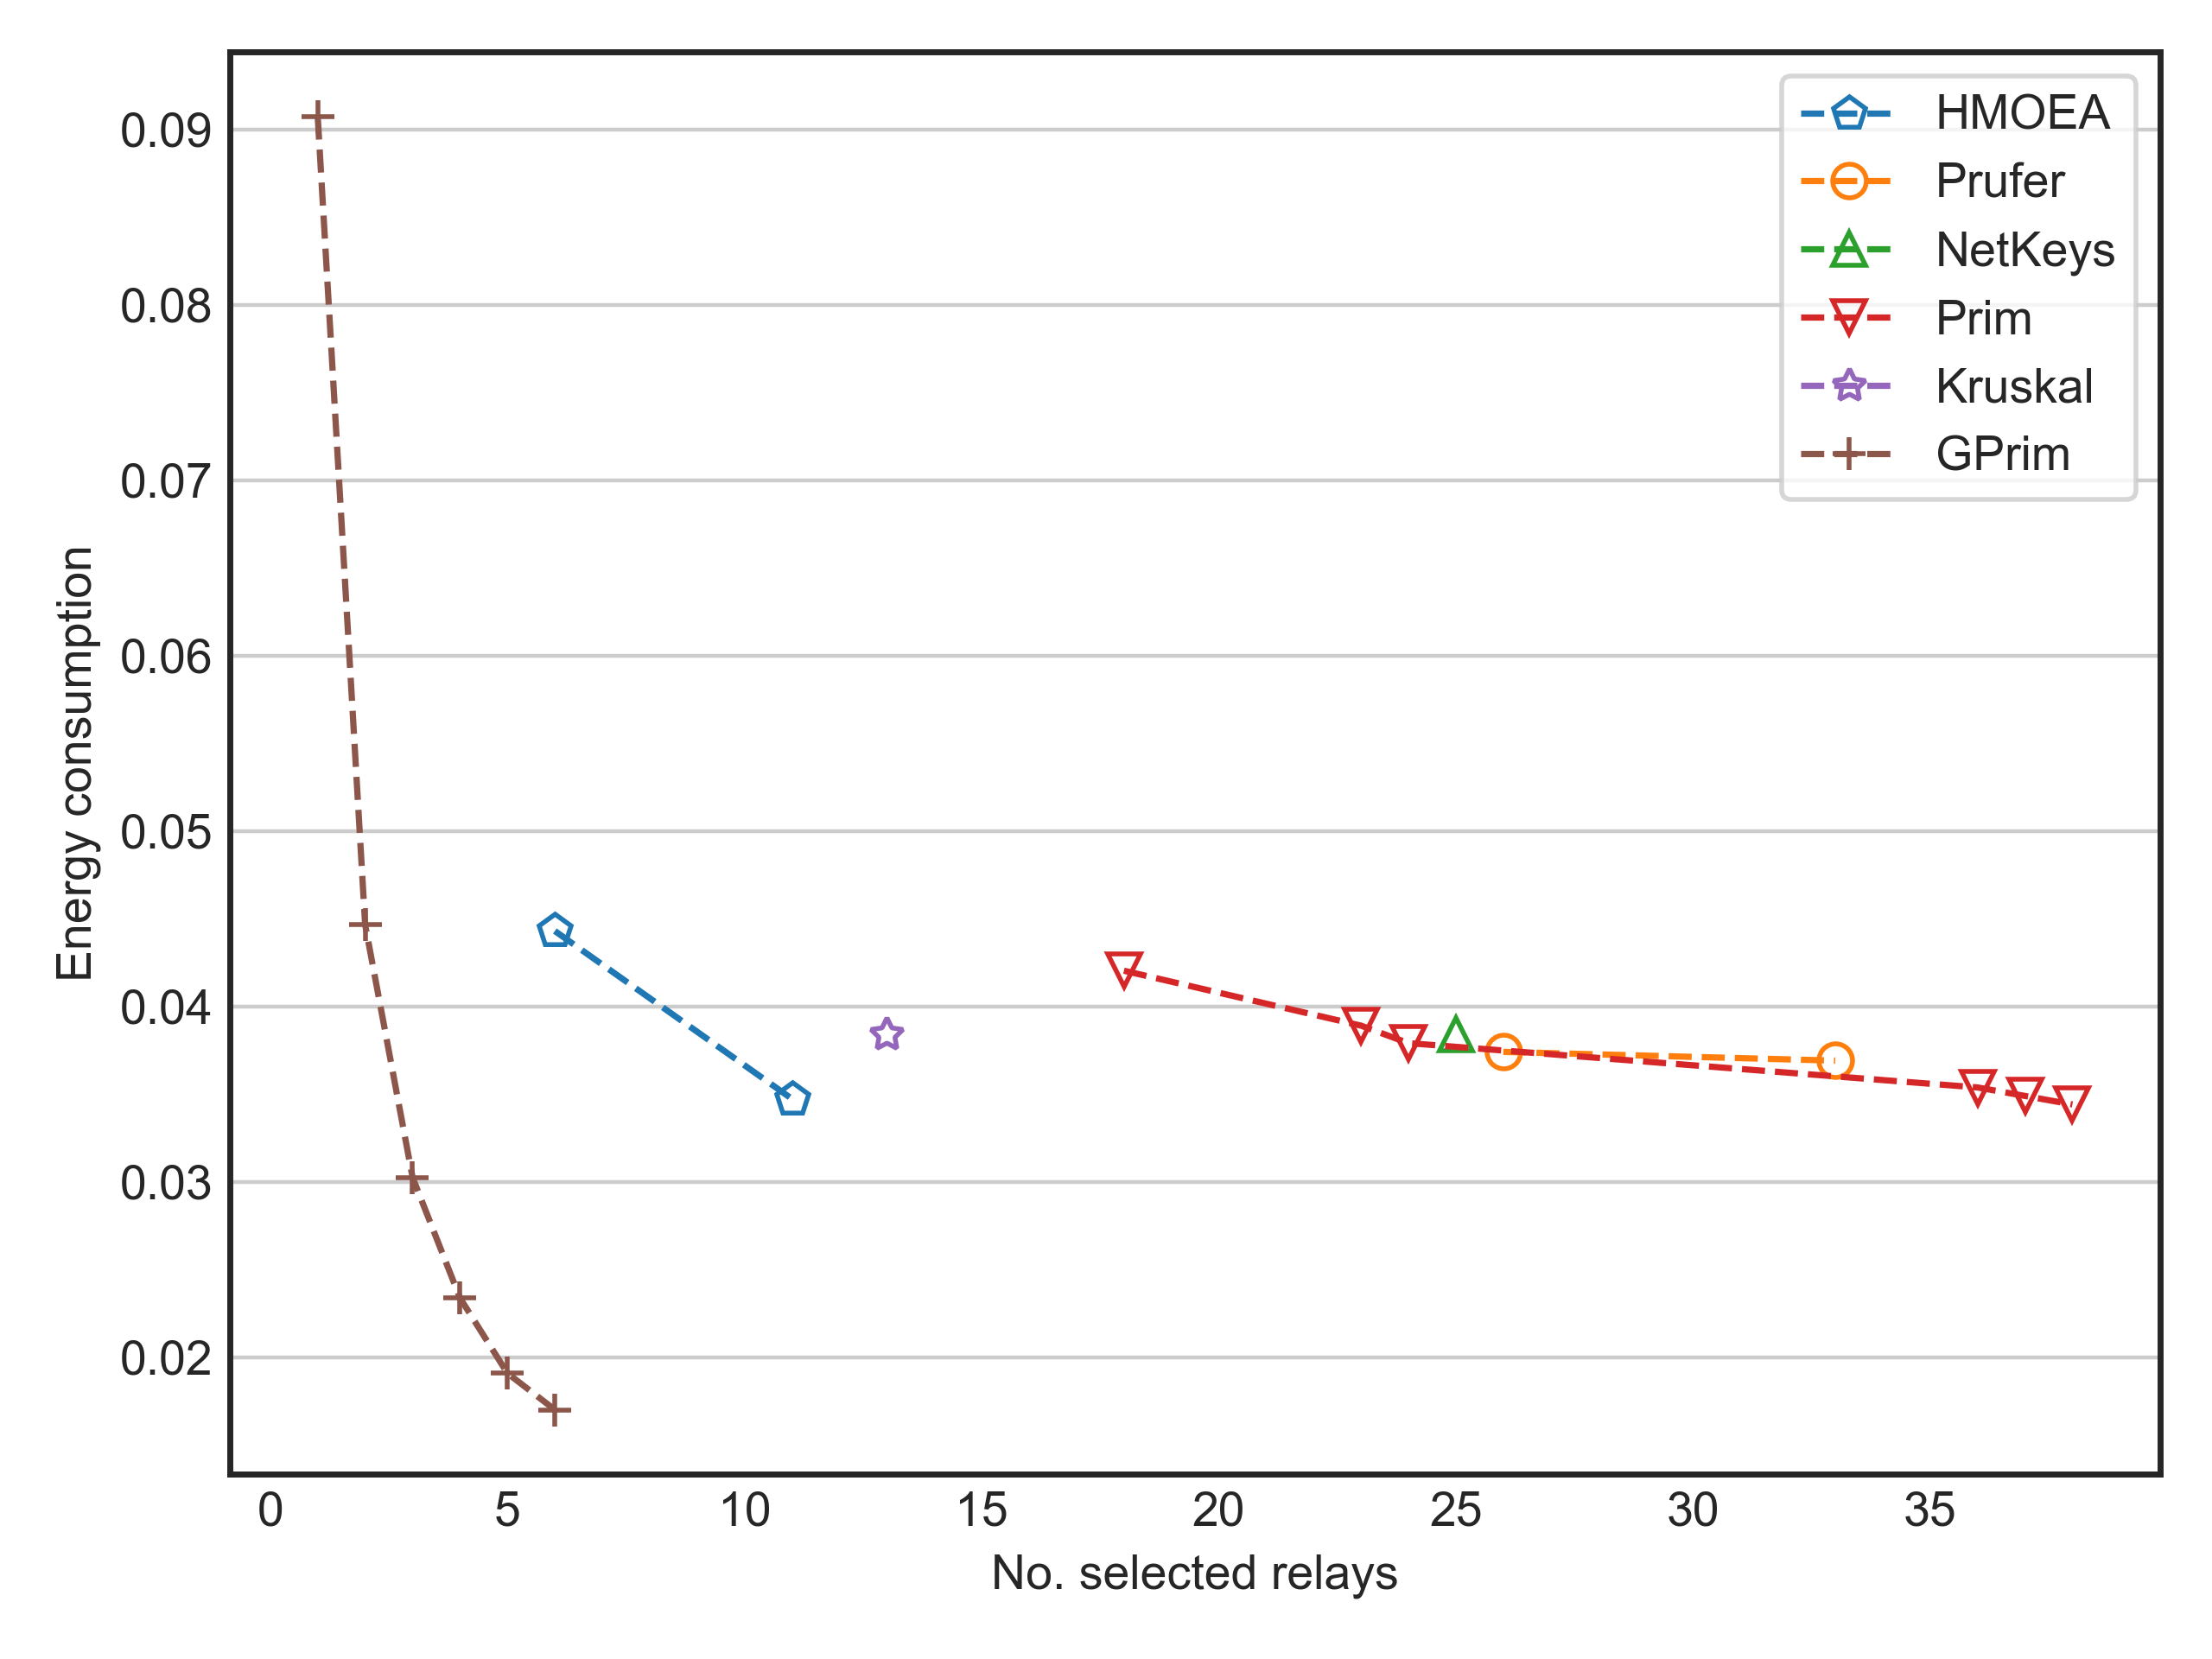 0.09
0.08
0.07
0.06
0.05
0.04
0.03
0.02
Energy consumption
0 5 10 15 20 25 30 35
No. selected relays
HMOEA
Prufer
NetKeys
Prim
Kruskal
GPrim